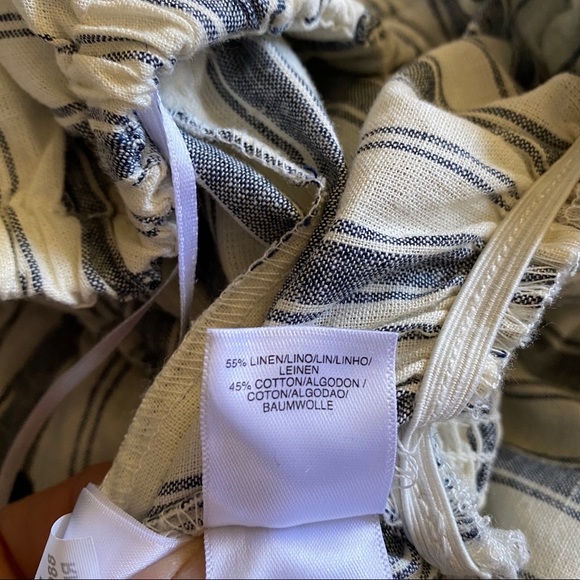 55% LINEN/LINO/LIN/LINHO/
LEINEN
45% COTTON/ALGODON /
COTON/ALGODAO/
BAUMWOLLE